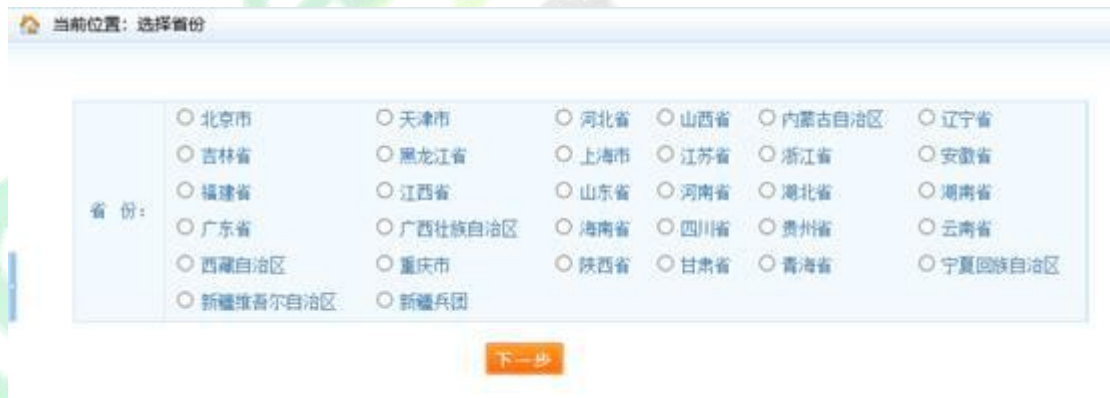 当前位置：选择省份
北京市 天津市 河北省 山西省 内蒙古自治区 辽宁省
吉林省 黑龙江省 上海市 江苏省 浙江省 安徽省
福建省 江西省 山东省 河南省 湖北省 湖南省
省 份：
广东省 广西壮族自治区 海南省 四川省 贵州省 云南省
西藏自治区 重庆市 陕西省 甘肃省 青海省 宁夏回族自治区
新疆维吾尔自治区 新疆兵团
下一步